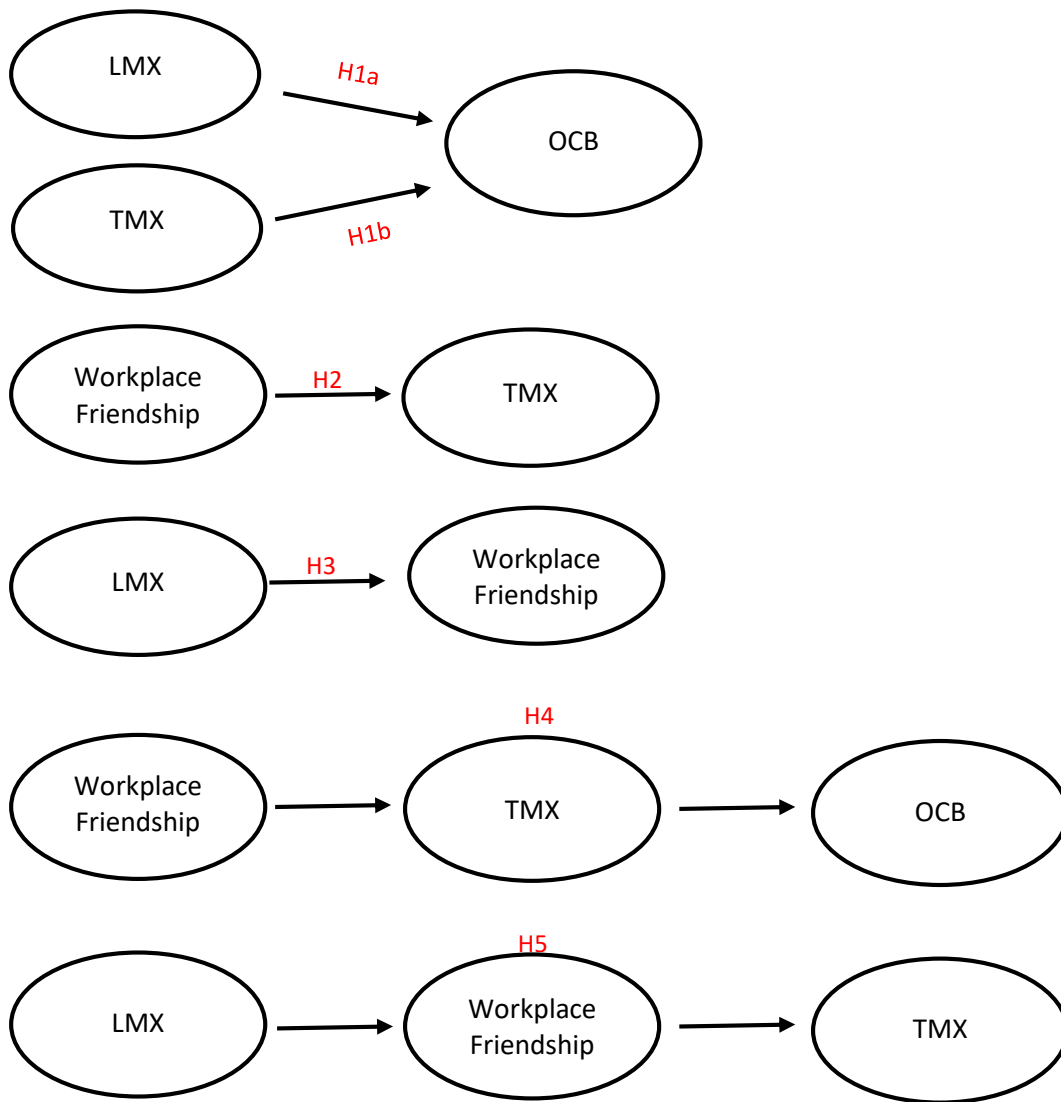 LMX
H1a
OCB
TMX
H1b
Workplace
Friendship
H2
TMX
LMX
H3
Workplace
Friendship
H4
Workplace
Friendship
TMX
OCB
H5
LMX
Workplace
Friendship
TMX